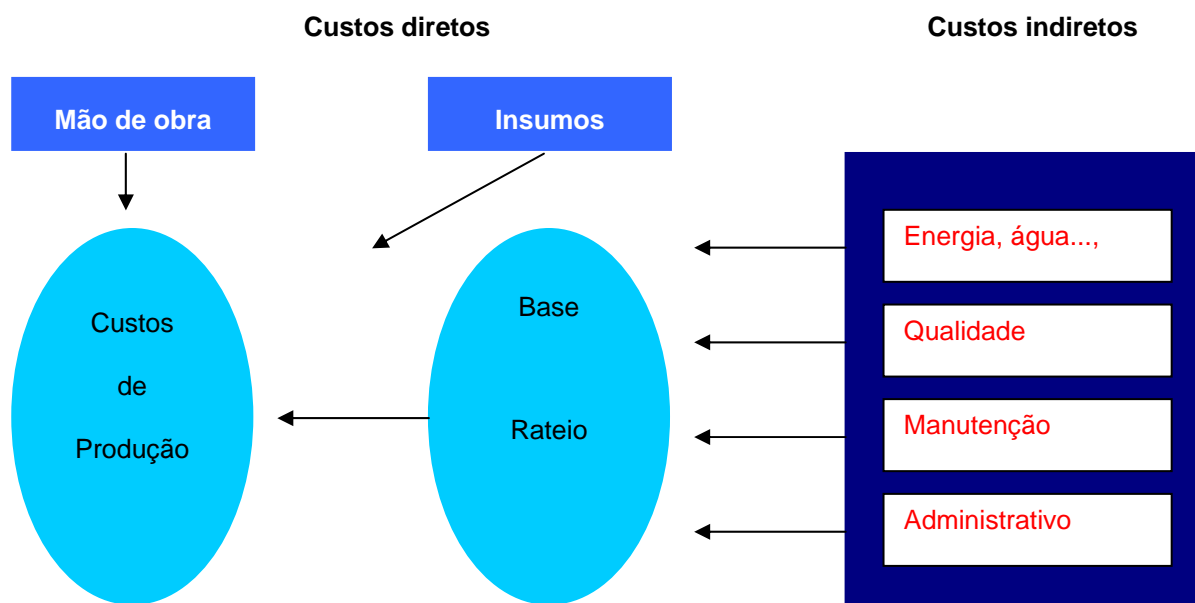 Custos diretos
Custos indiretos
Mão de obra
Insumos
Custos
de
Produção
Base
Rateio
Energia, água...,
Qualidade
Manutenção
Administrativo